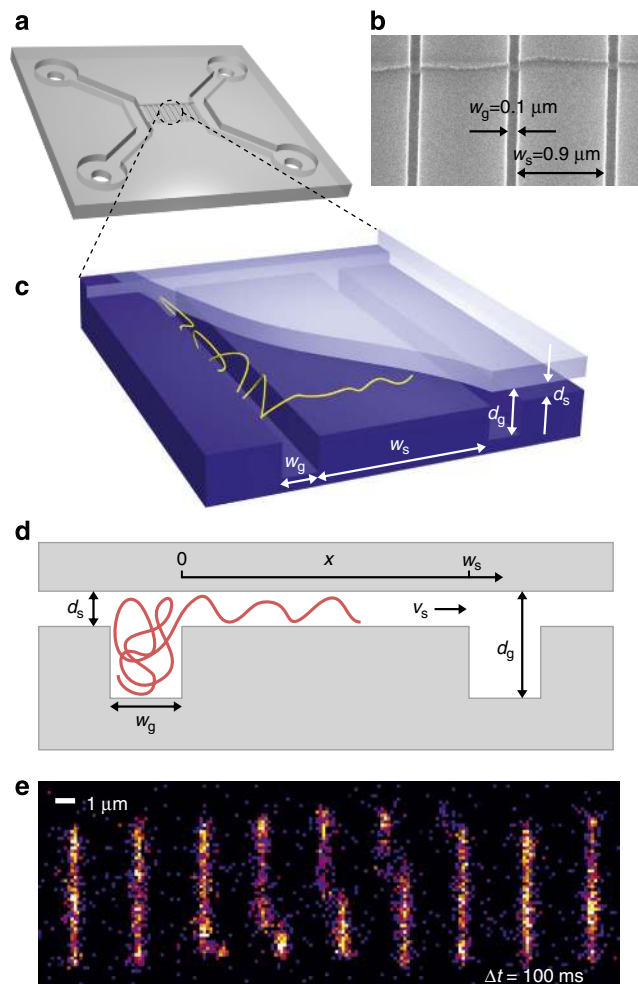 a
b
w_g=0.1 μm
w_s=0.9 μm
c
d_g
d_s
w_g
w_s
d
0 x w_s
d_s
v_s
d_g
w_g
e
1 μm
Δt = 100 ms